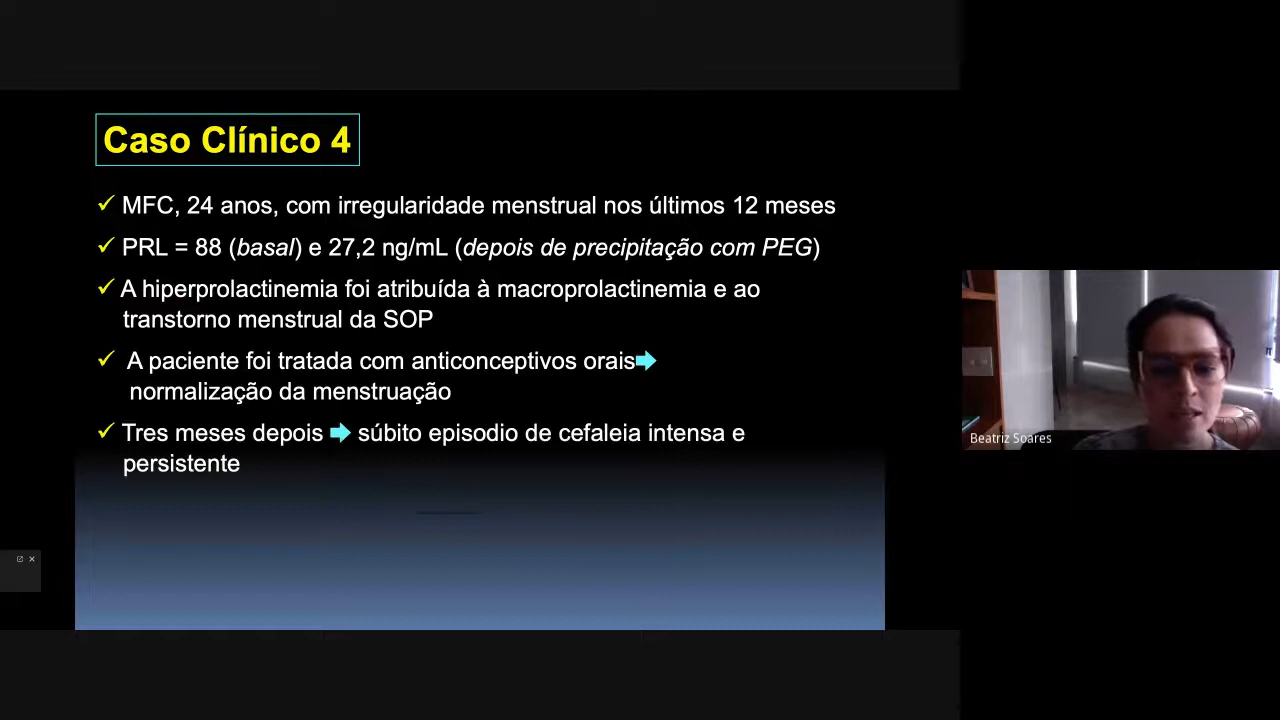 Caso Clínico 4
✓ MFC, 24 anos, com irregularidade menstrual nos últimos 12 meses
✓ PRL = 88 (basal) e 27,2 ng/mL (depois de precipitação com PEG)
✓ A hiperprolactinemia foi atribuída à macroprolactinemia e ao
transtorno menstrual da SOP
✓ A paciente foi tratada com anticonceptivos orais➡
normalização da menstruação
✓ Tres meses depois ➡ súbito episodio de cefaleia intensa e
persistente
Beatriz Soares